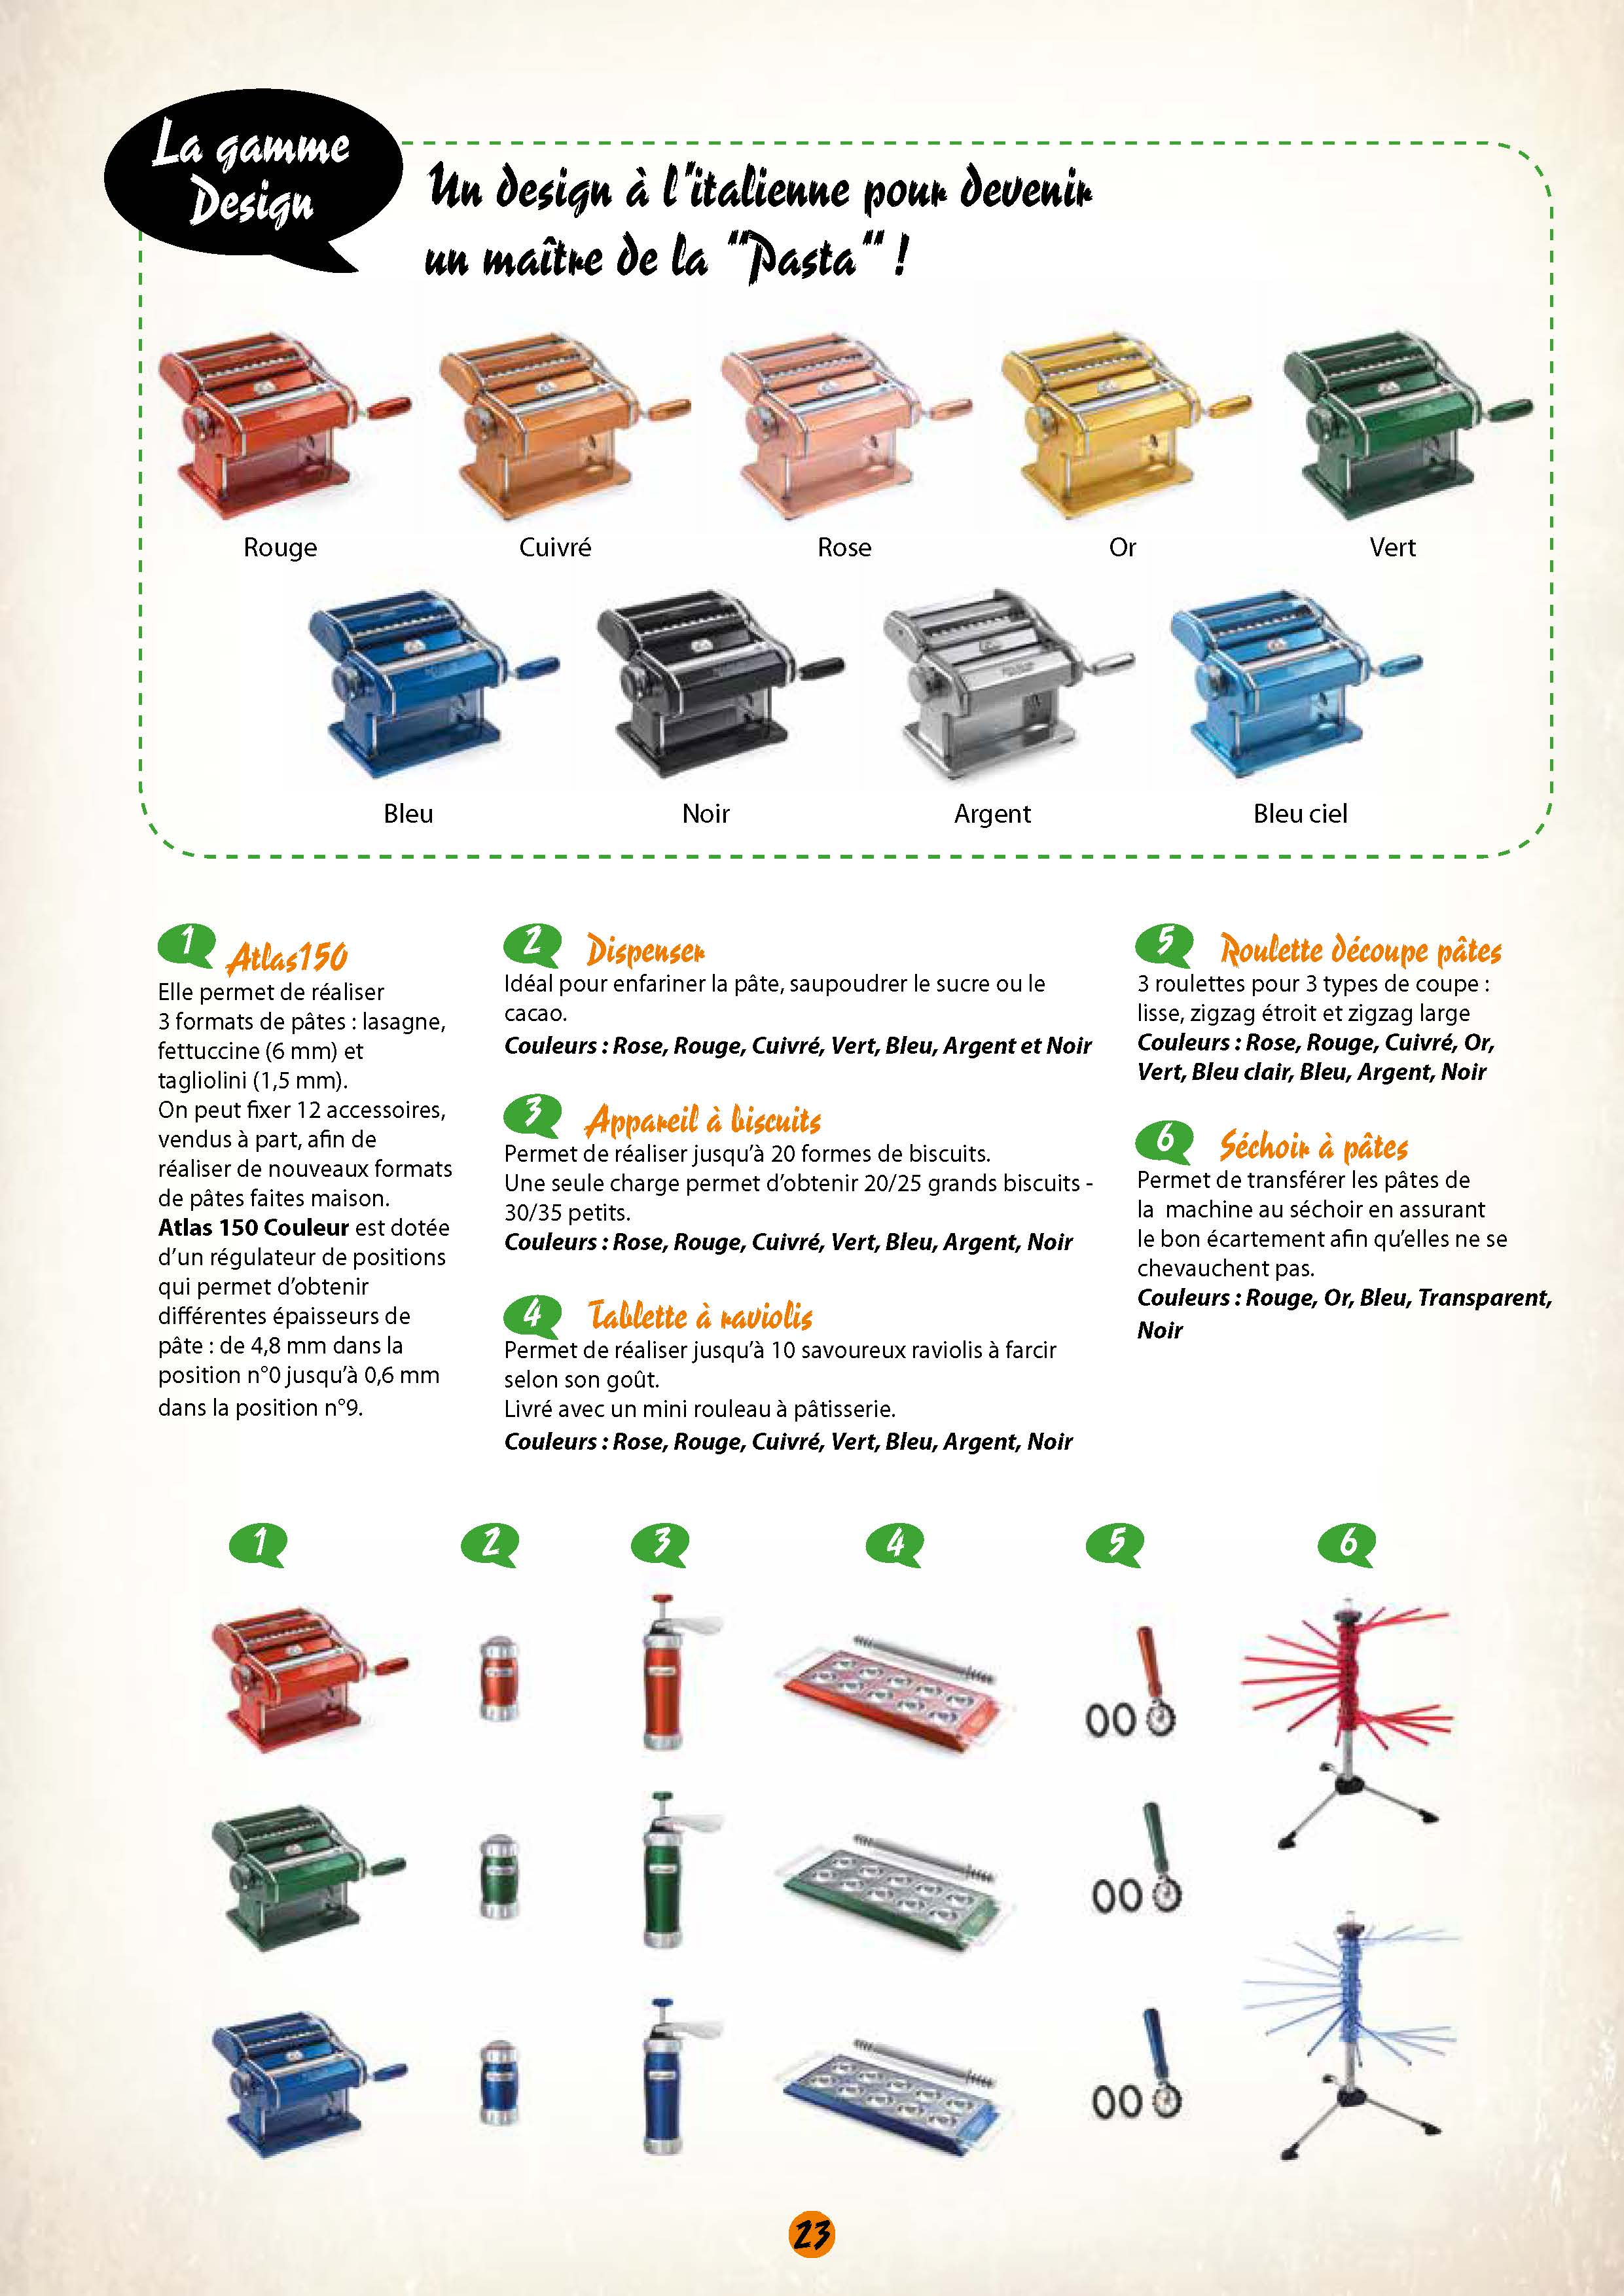 La gamme
Design
Un design à l'italienne pour devenir
un maître de la "Pasta" !
Rouge
Cuivré
Rose
Or
Vert
Bleu
Noir
Argent
Bleu ciel
1 Atlas150
Elle permet de réaliser
3 formats de pâtes : lasagne,
fettuccine (6 mm) et
tagliolini (1,5 mm).
On peut fixer 12 accessoires,
vendus à part, afin de
réaliser de nouveaux formats
de pâtes faites maison.
Atlas 150 Couleur est dotée
d'un régulateur de positions
qui permet d'obtenir
différentes épaisseurs de
pâte : de 4,8 mm dans la
position n°0 jusqu'à 0,6 mm
dans la position n°9.
2 Dispenser
Idéal pour enfariner la pâte, saupoudrer le sucre ou le
cacao.
Couleurs : Rose, Rouge, Cuivré, Vert, Bleu, Argent et Noir
3 Appareil à biscuits
Permet de réaliser jusqu'à 20 formes de biscuits.
Une seule charge permet d'obtenir 20/25 grands biscuits -
30/35 petits.
Couleurs : Rose, Rouge, Cuivré, Vert, Bleu, Argent, Noir
4 Tablette à raviolis
Permet de réaliser jusqu'à 10 savoureux raviolis à farcir
selon son goût.
Livré avec un mini rouleau à pâtisserie.
Couleurs : Rose, Rouge, Cuivré, Vert, Bleu, Argent, Noir
5 Roulette découpe pâtes
3 roulettes pour 3 types de coupe :
lisse, zigzag étroit et zigzag large
Couleurs : Rose, Rouge, Cuivré, Or,
Vert, Bleu clair, Bleu, Argent, Noir
6 Séchoir à pâtes
Permet de transférer les pâtes de
la machine au séchoir en assurant
le bon écartement afin qu'elles ne se
chevauchent pas.
Couleurs : Rouge, Or, Bleu, Transparent,
Noir
1
2
3
4
5
6
23